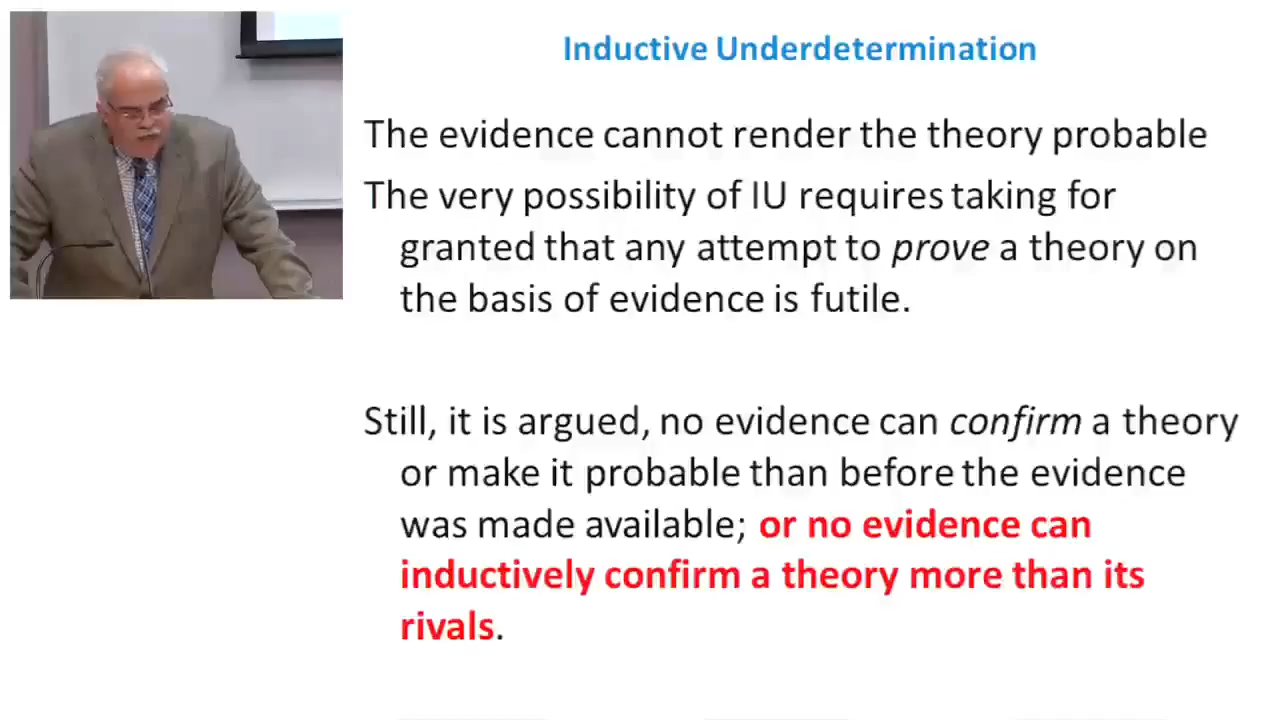 Inductive Underdetermination
The evidence cannot render the theory probable
The very possibility of IU requires taking for
granted that any attempt to prove a theory on
the basis of evidence is futile.
Still, it is argued, no evidence can confirm a theory
or make it probable than before the evidence
was made available; or no evidence can
inductively confirm a theory more than its
rivals.